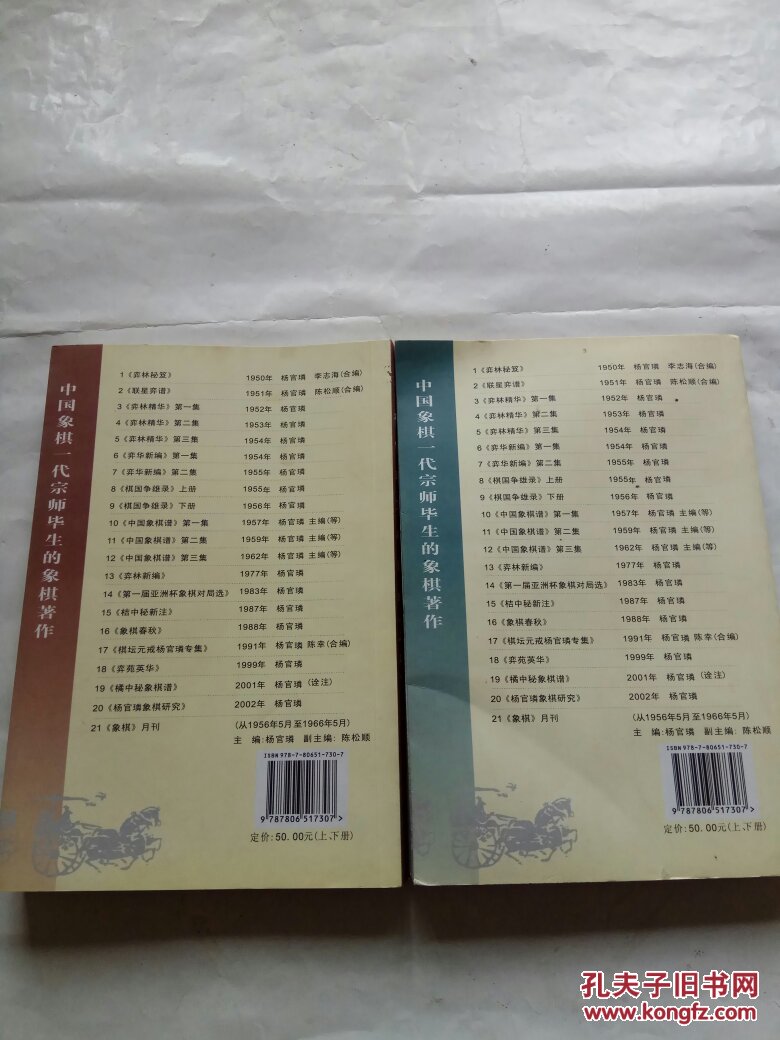 中国象棋一代宗师毕生的象棋著作
1《弈林秘笈》 1950年 杨官璘 李志海(合编)
2《联星弈谱》 1951年 杨官璘 陈松顺(合编)
3《弈林精华》第一集 1952年 杨官璘
4《弈林精华》第二集 1953年 杨官璘
5《弈林精华》第三集 1954年 杨官璘
6《弈华新编》第一集 1954年 杨官璘
7《弈华新编》第二集 1955年 杨官璘
8《棋国争雄录》上册 1955年 杨官璘
9《棋国争雄录》下册 1956年 杨官璘
10《中国象棋谱》第一集 1957年 杨官璘 主编(等)
11《中国象棋谱》第二集 1959年 杨官璘 主编(等)
12《中国象棋谱》第三集 1962年 杨官璘 主编(等)
13《弈林新编》 1977年 杨官璘
14《第一届亚洲杯象棋对局选》 1983年 杨官璘
15《桔中秘新注》 1987年 杨官璘
16《象棋春秋》 1988年 杨官璘
17《棋坛元戎杨官璘专集》 1991年 杨官璘 陈幸(合编)
18《弈苑英华》 1999年 杨官璘
19《橘中秘象棋谱》 2001年 杨官璘(诠注)
20《杨官璘象棋研究》 2002年 杨官璘
21《象棋》月刊 (从1956年5月至1966年5月)
主 编:杨官璘 副主编:陈松顺
ISBN 978-7-80651-730-7
9 787806 517307>
定价:50.00元(上、下册)
中国象棋一代宗师毕生的象棋著作
1《弈林秘笈》 1950年 杨官璘 李志海(合编)
2《联星弈谱》 1951年 杨官璘 陈松顺(合编)
3《弈林精华》第一集 1952年 杨官璘
4《弈林精华》第二集 1953年 杨官璘
5《弈林精华》第三集 1954年 杨官璘
6《弈华新编》第一集 1954年 杨官璘
7《弈华新编》第二集 1955年 杨官璘
8《棋国争雄录》上册 1955年 杨官璘
9《棋国争雄录》下册 1956年 杨官璘
10《中国象棋谱》第一集 1957年 杨官璘 主编(等)
11《中国象棋谱》第二集 1959年 杨官璘 主编(等)
12《中国象棋谱》第三集 1962年 杨官璘 主编(等)
13《弈林新编》 1977年 杨官璘
14《第一届亚洲杯象棋对局选》 1983年 杨官璘
15《桔中秘新注》 1987年 杨官璘
16《象棋春秋》 1988年 杨官璘
17《棋坛元戎杨官璘专集》 1991年 杨官璘 陈幸(合编)
18《弈苑英华》 1999年 杨官璘
19《橘中秘象棋谱》 2001年 杨官璘(诠注)
20《杨官璘象棋研究》 2002年 杨官璘
21《象棋》月刊 (从1956年5月至1966年5月)
主 编:杨官璘 副主编:陈松顺
ISBN 978-7-80651-730-7
9 787806 517307>
定价:50.00元(上、下册)
孔夫子旧书网
www.kongfz.com